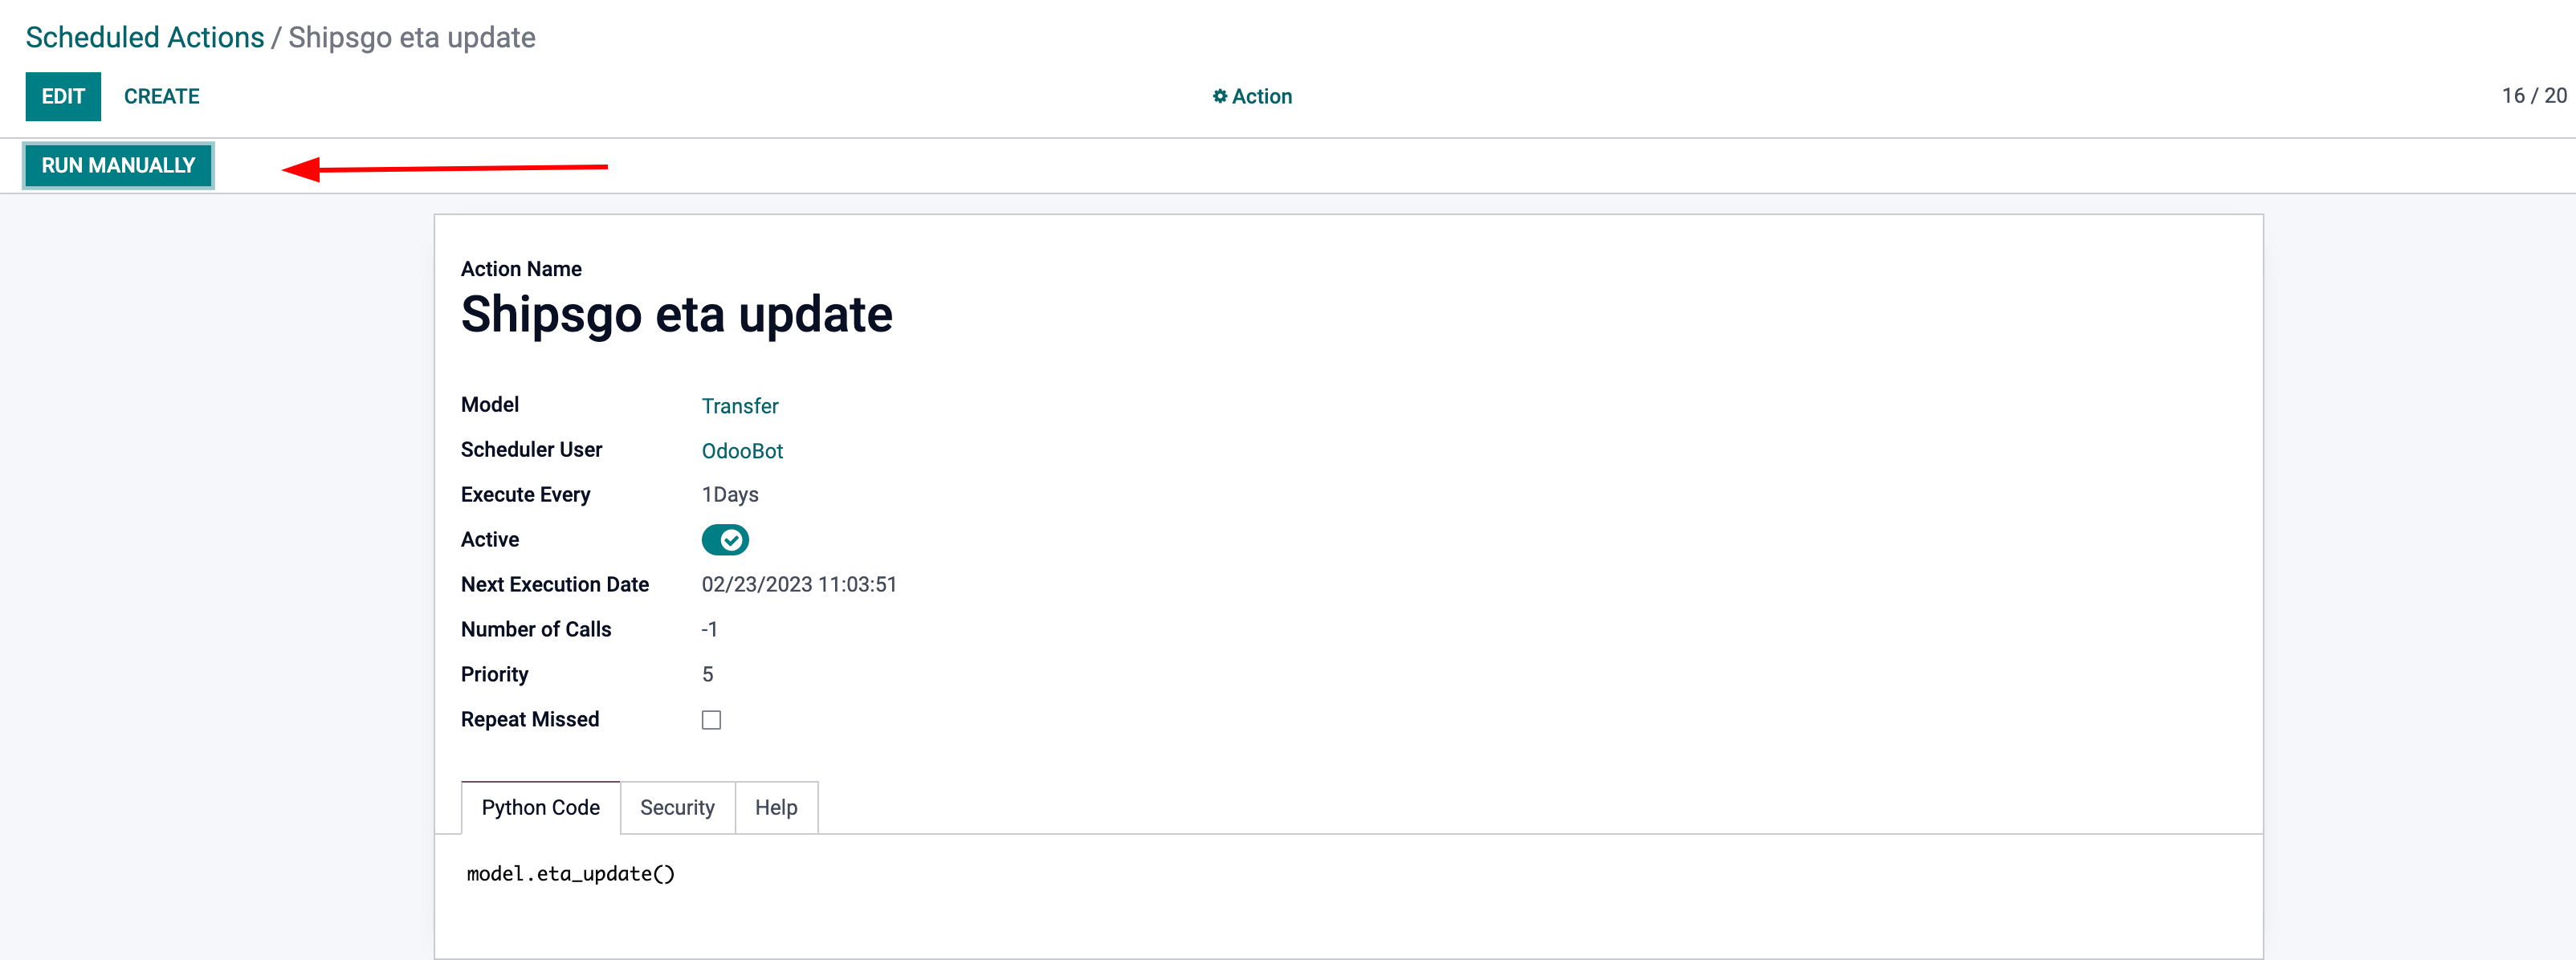 Scheduled Actions / Shipsgo eta update
EDIT CREATE Action 16 / 20
RUN MANUALLY
Action Name
Shipsgo eta update
Model Transfer
Scheduler User OdooBot
Execute Every 1Days
Active
Next Execution Date 02/23/2023 11:03:51
Number of Calls -1
Priority 5
Repeat Missed
Python Code Security Help
model.eta_update()